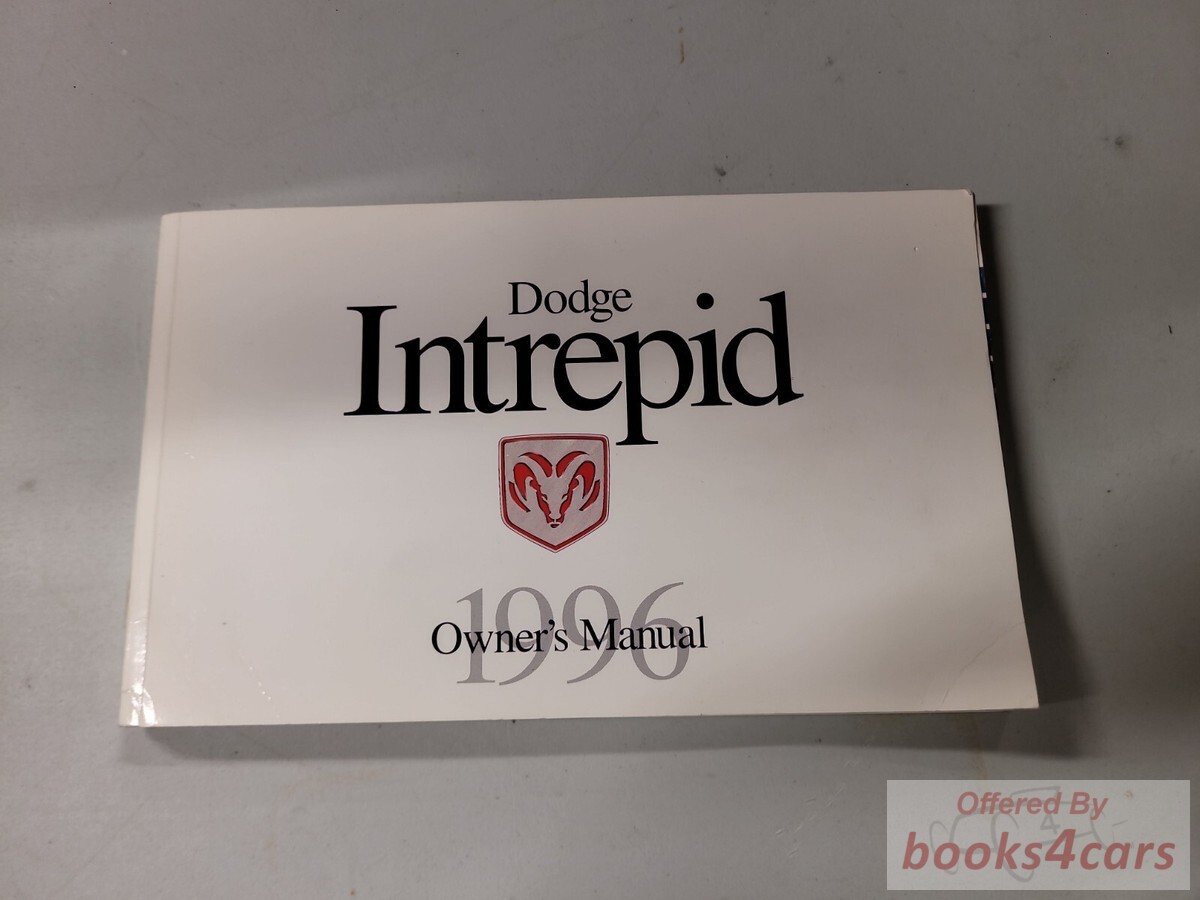 Dodge
Intrepid
1996
Owner's Manual
Offered By
books4cars